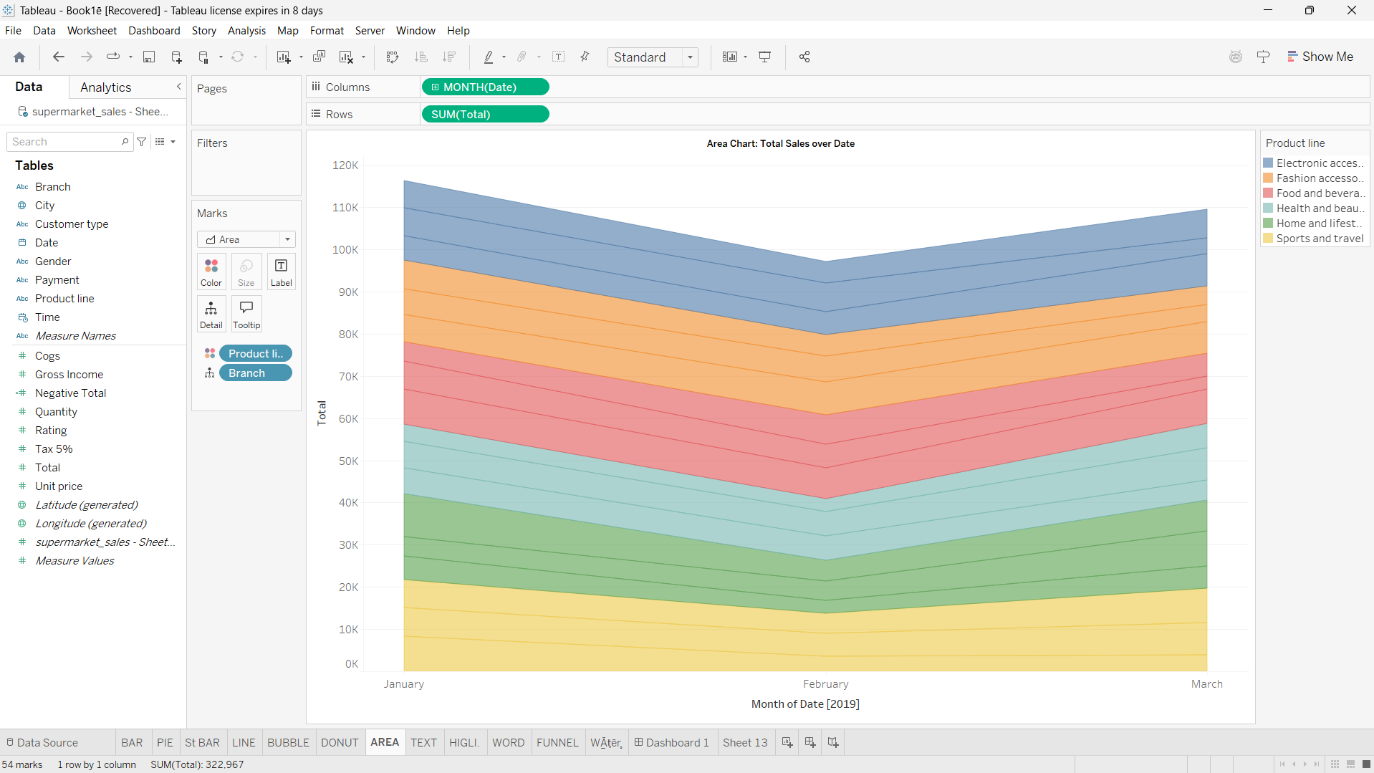 Tableau - Book1ē [Recovered] - Tableau license expires in 8 days
File Data Worksheet Dashboard Story Analysis Map Format Server Window Help
Standard
Show Me
Data Analytics
supermarket_sales - Shee...
Search
Tables
Abc Branch
City
Abc Customer type
Date
Abc Gender
Abc Payment
Abc Product line
Time
Abc Measure Names
Cogs
Gross Income
Negative Total
Quantity
Rating
Tax 5%
Total
Unit price
Latitude (generated)
Longitude (generated)
supermarket_sales - Sheet...
Measure Values
Pages
Filters
Marks
Area
Color Size Label
Detail Tooltip
Product li..
Branch
Columns MONTH(Date)
Rows SUM(Total)
Area Chart: Total Sales over Date
120K
110K
100K
90K
80K
70K
60K
50K
40K
30K
20K
10K
0K
Total
January February March
Month of Date [2019]
Product line
Electronic acces..
Fashion accesso..
Food and bevera..
Health and beau..
Home and lifest..
Sports and travel
Data Source BAR PIE St BAR LINE BUBBLE DONUT AREA TEXT HIGLI. WORD FUNNEL Dashboard 1 Sheet 13
54 marks 1 row by 1 column SUM(Total): 322,967